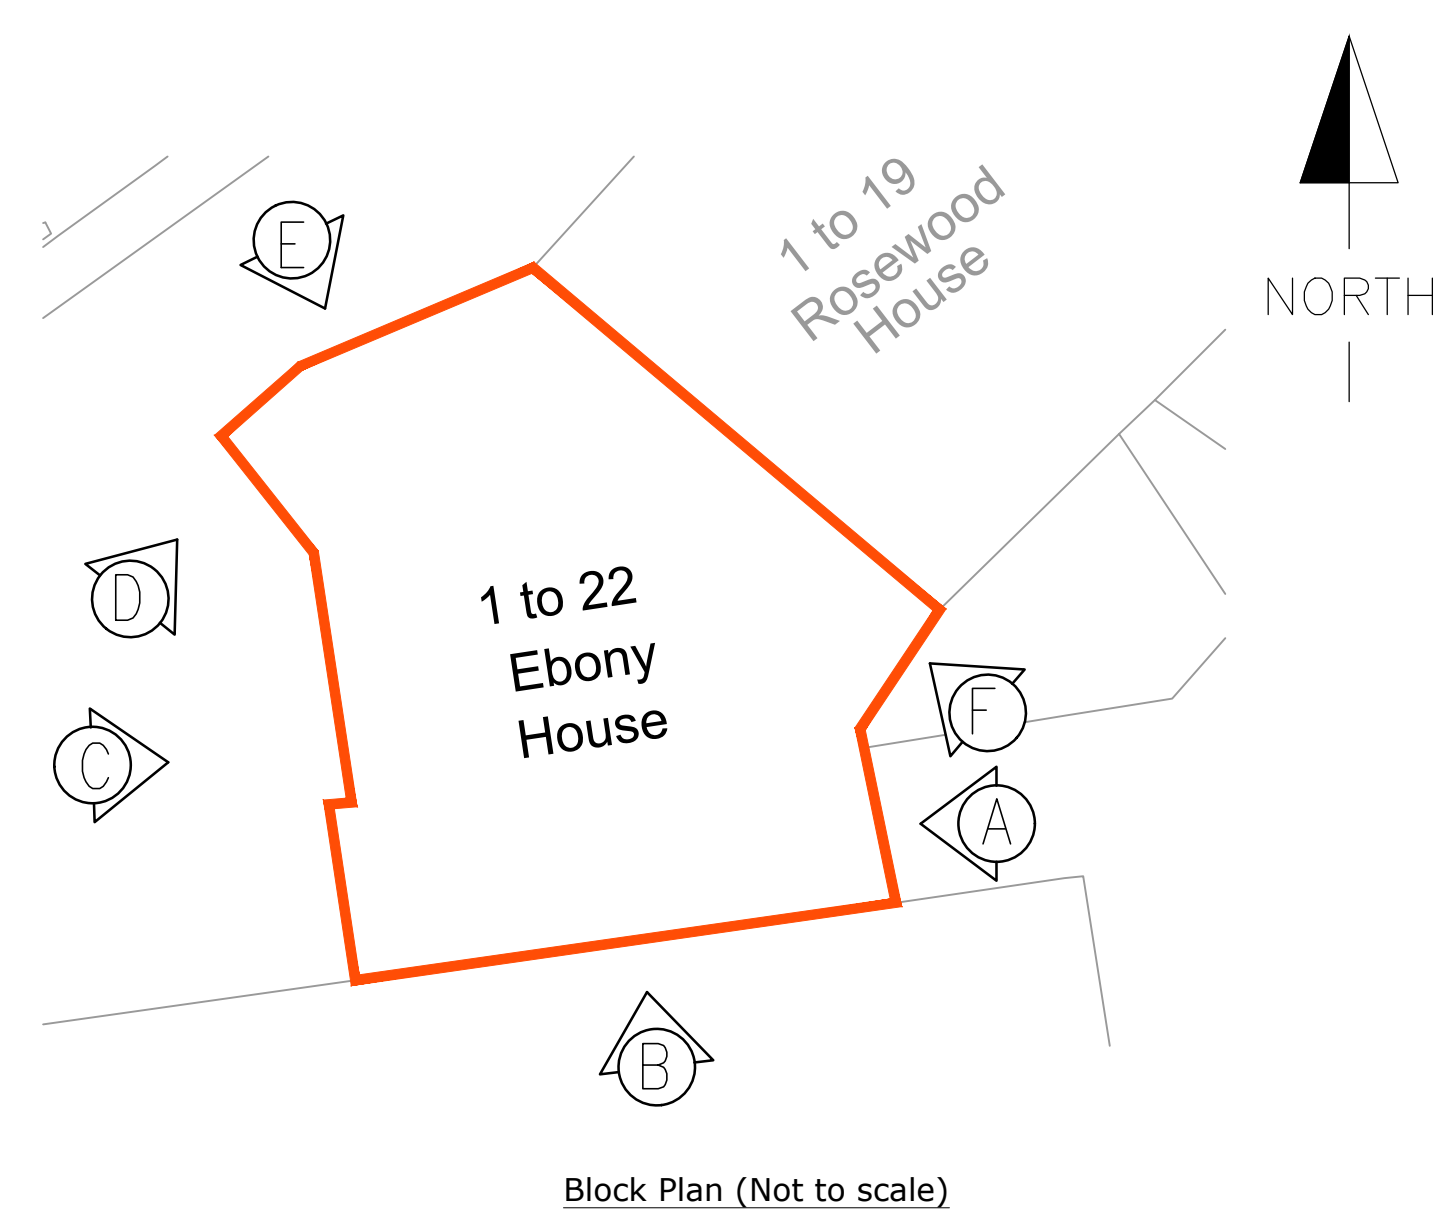 E
1 to 19
Rosewood
House
NORTH
D
1 to 22
Ebony
House
F
C
A
B
Block Plan (Not to scale)